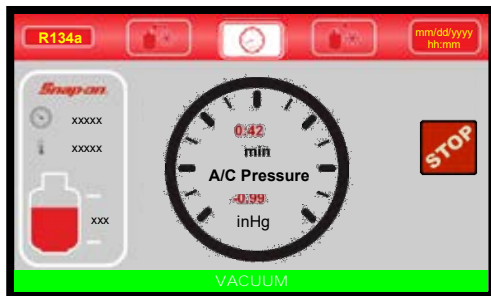 R134a
mm/dd/yyyy
hh:mm
Snap-on
xxxxx
xxxxx
xxx
0:42
min
A/C Pressure
-0.99
inHg
STOP
VACUUM